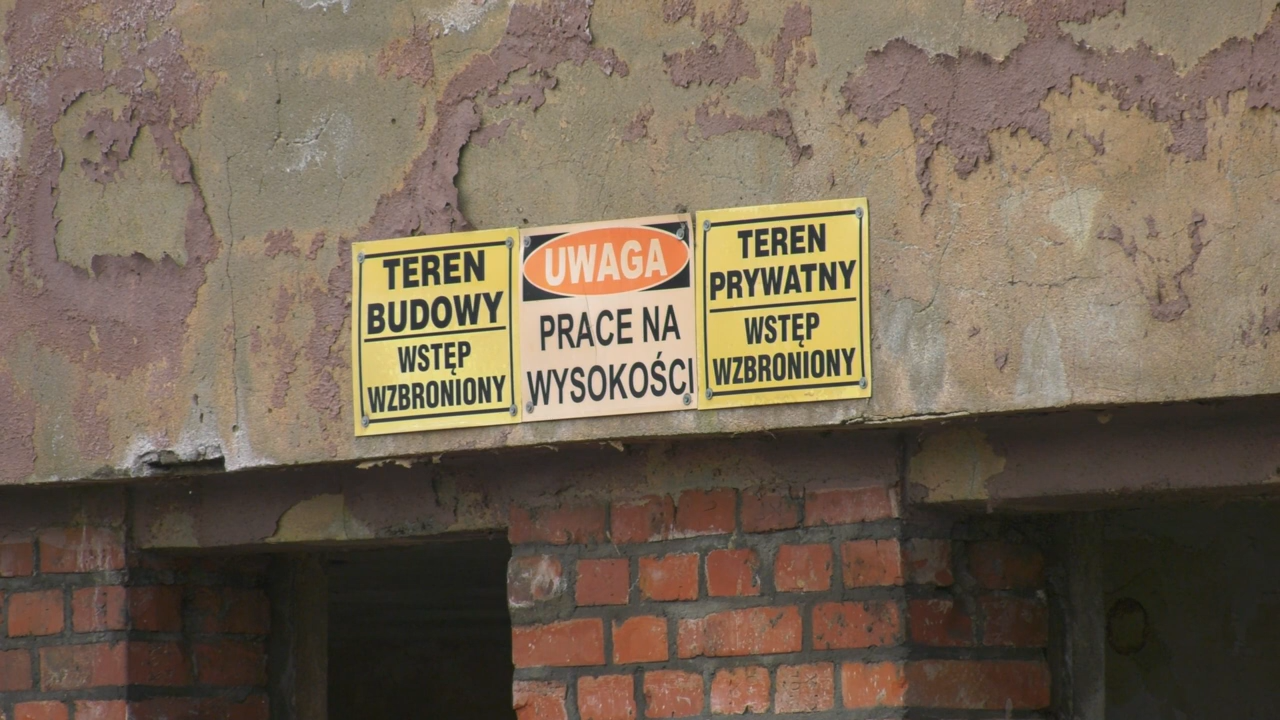 TEREN
BUDOWY
WSTĘP
WZBRONIONY
UWAGA
PRACE NA
WYSOKOŚCI
TEREN
PRYWATNY
WSTĘP
WZBRONIONY